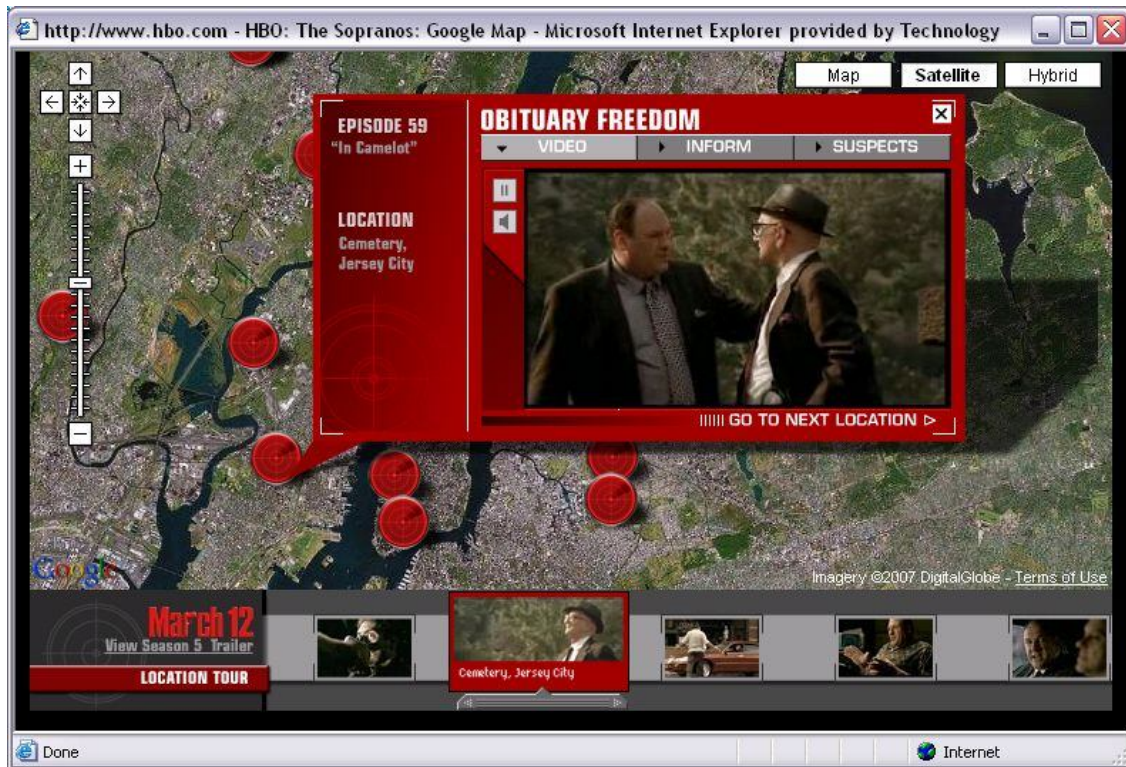 http://www.hbo.com - HBO: The Sopranos: Google Map - Microsoft Internet Explorer provided by Technology
Map Satellite Hybrid
EPISODE 59
"In Camelot"
LOCATION
Cemetery,
Jersey City
OBITUARY FREEDOM
VIDEO INFORM SUSPECTS
GO TO NEXT LOCATION
Google
Imagery ©2007 DigitalGlobe - Terms of Use
March 12
View Season 5 Trailer
LOCATION TOUR
Cemetery, Jersey City
Done
Internet